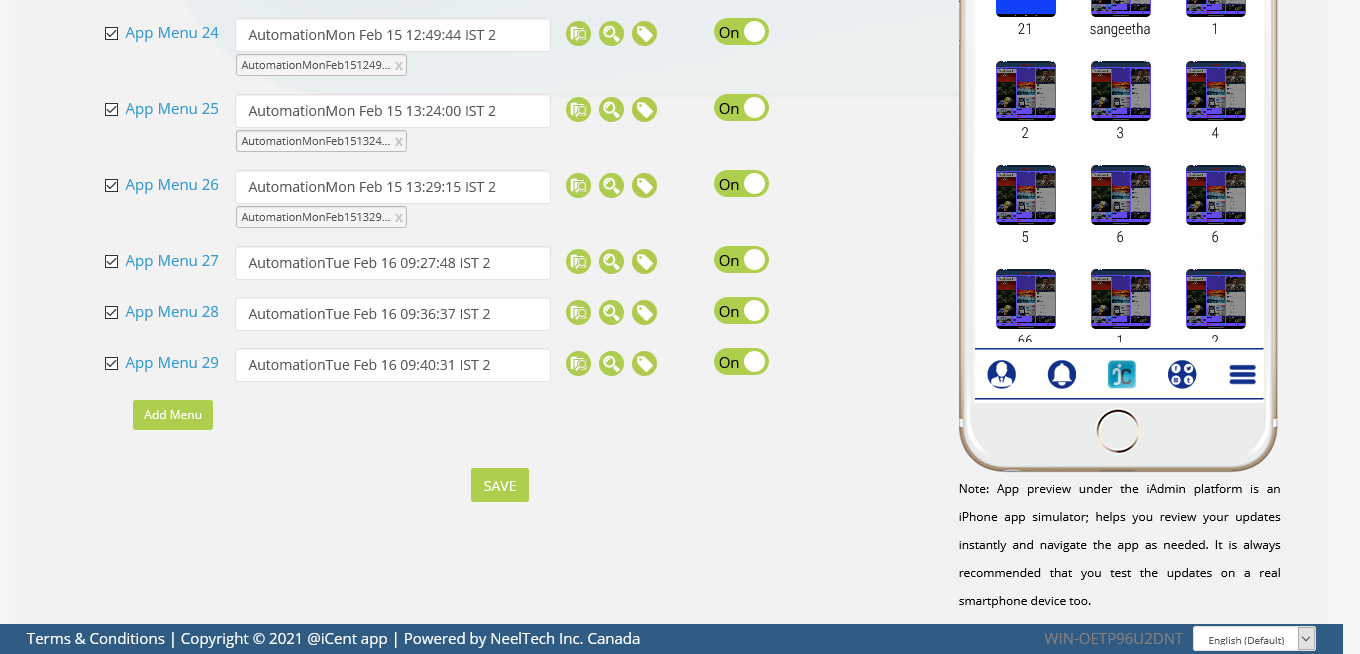 App Menu 24 AutomationMon Feb 15 12:49:44 IST 2 On
AutomationMonFeb151249... x
App Menu 25 AutomationMon Feb 15 13:24:00 IST 2 On
AutomationMonFeb151324... x
App Menu 26 AutomationMon Feb 15 13:29:15 IST 2 On
AutomationMonFeb151329... x
App Menu 27 AutomationTue Feb 16 09:27:48 IST 2 On
App Menu 28 AutomationTue Feb 16 09:36:37 IST 2 On
App Menu 29 AutomationTue Feb 16 09:40:31 IST 2 On
Add Menu
SAVE
21 sangeetha 1
2 3 4
5 6 6
66 1 2
jc
Note: App preview under the iAdmin platform is an
iPhone app simulator; helps you review your updates
instantly and navigate the app as needed. It is always
recommended that you test the updates on a real
smartphone device too.
Terms & Conditions | Copyright © 2021 @iCent app | Powered by NeelTech Inc. Canada WIN-OETP96U2DNT English (Default)